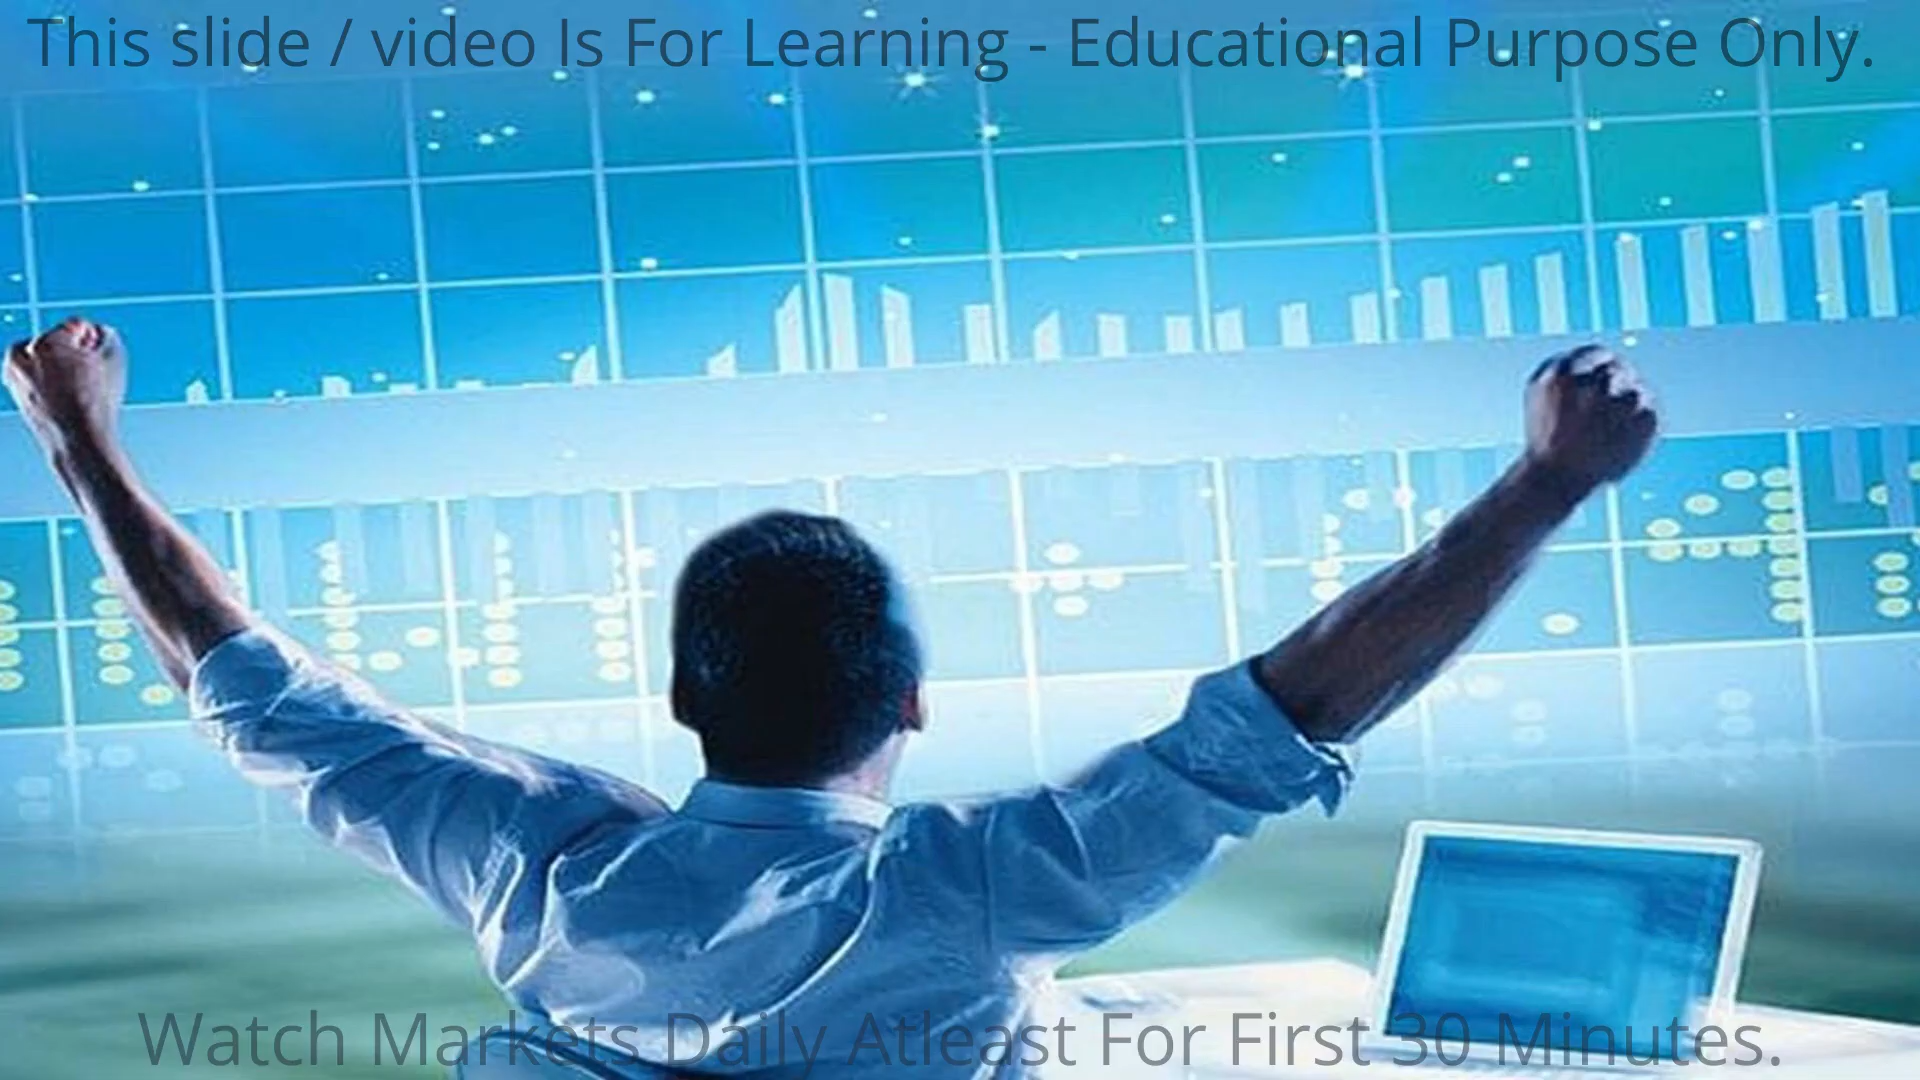 This slide / video Is For Learning - Educational Purpose Only.
Watch Markets Daily Atleast For First 30 Minutes.